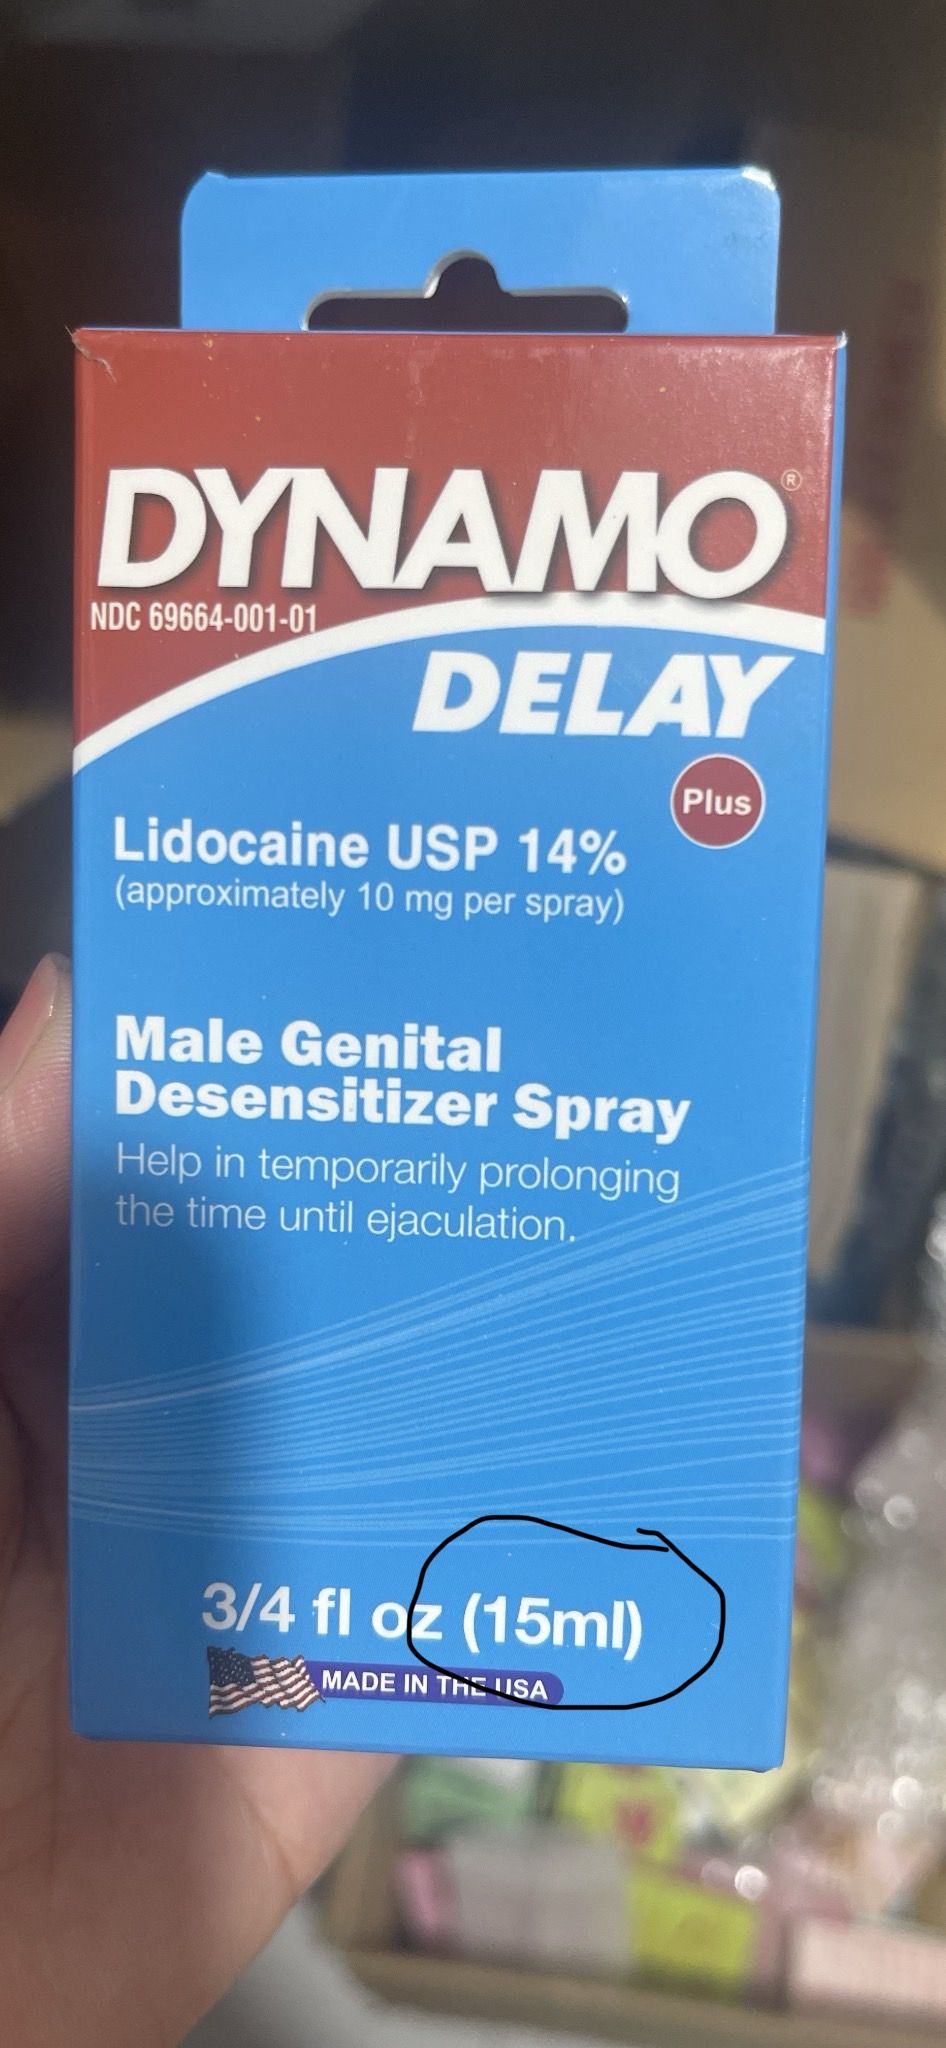 DYNAMO®
NDC 69664-001-01
DELAY
Plus
Lidocaine USP 14%
(approximately 10 mg per spray)
Male Genital
Desensitizer Spray
Help in temporarily prolonging
the time until ejaculation.
3/4 fl oz (15ml)
MADE IN THE USA